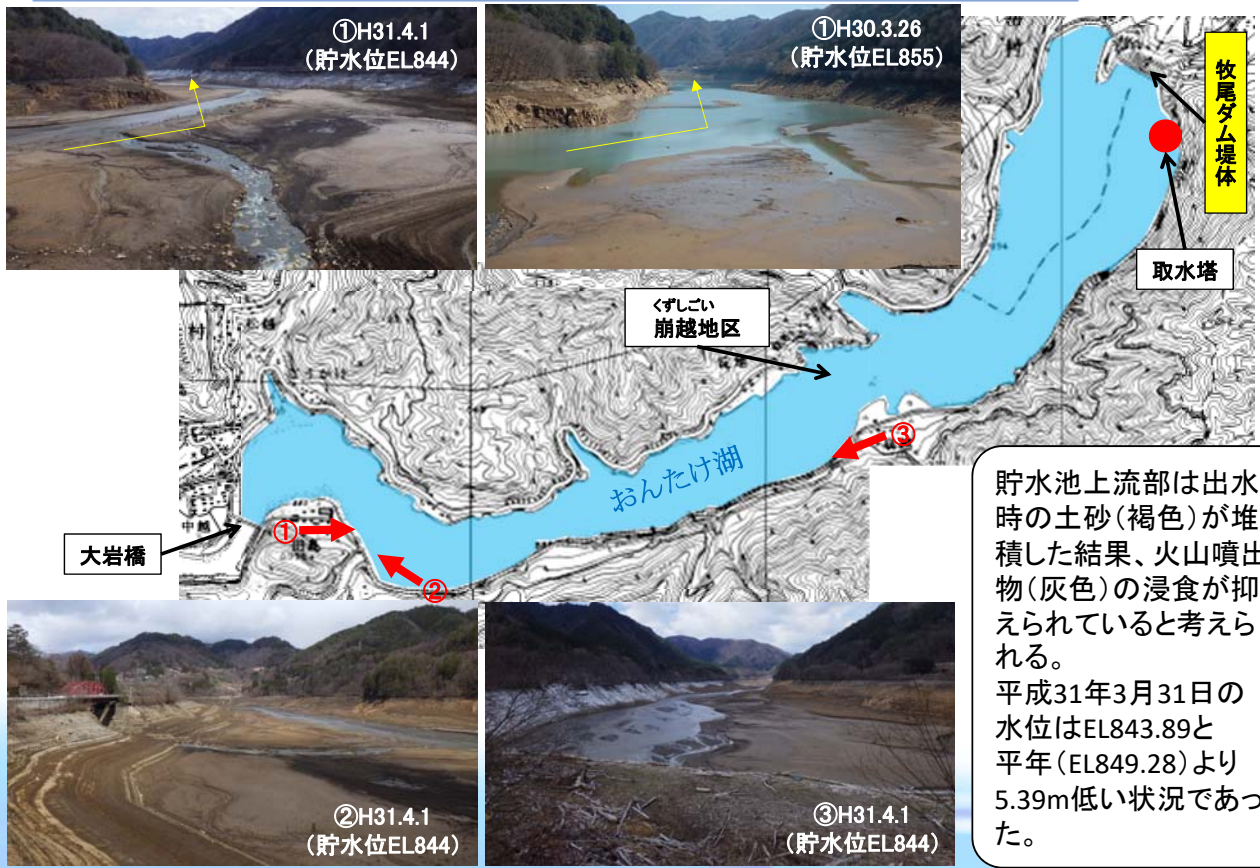 ①H31.4.1
（貯水位EL844）
①H30.3.26
（貯水位EL855）
牧尾ダム堤体
取水塔
くずしごい
崩越地区
③
おんたけ湖
①
②
中越
大岩橋
村
村
貯水池上流部は出水
時の土砂（褐色）が堆
積した結果、火山噴出
物（灰色）の浸食が抑
えられていると考えら
れる。
平成31年3月31日の
水位はEL843.89と
平年（EL849.28）より
5.39m低い状況であっ
た。
②H31.4.1
（貯水位EL844）
③H31.4.1
（貯水位EL844）